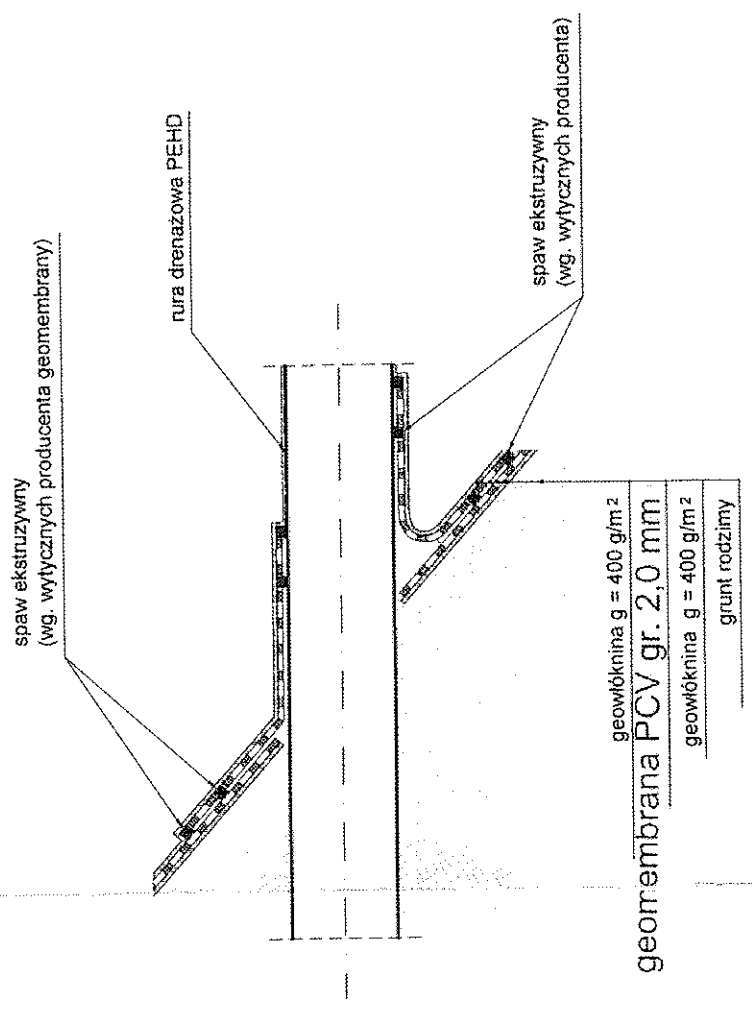 spaw ekstruzywny
(wg. wytycznych producenta geomembrany)
rura drenażowa PEHD
spaw ekstruzywny
(wg. wytycznych producenta)
geowłóknina g = 400 g/m²
geomembrana PCV gr. 2,0 mm
geowłóknina g = 400 g/m²
grunt rodzimy